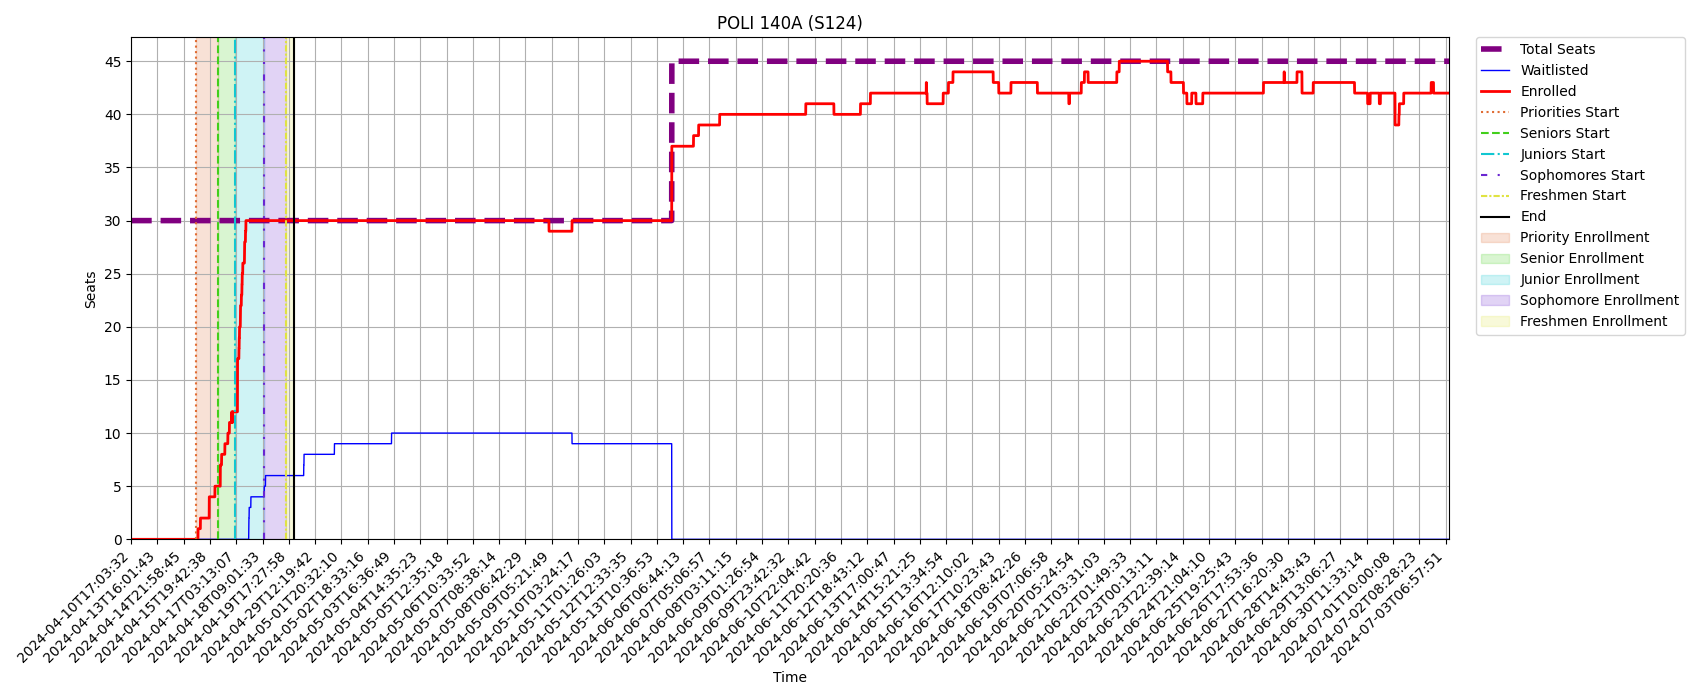 POLI 140A (S124)
Seats
45
40
35
30
25
20
15
10
5
0
2024-04-10T17:03:32
2024-04-13T16:01:43
2024-04-14T21:58:45
2024-04-15T19:42:38
2024-04-17T03:13:07
2024-04-18T09:01:33
2024-04-19T17:27:58
2024-04-29T12:19:42
2024-05-01T20:32:10
2024-05-02T18:33:16
2024-05-03T16:36:49
2024-05-04T14:35:23
2024-05-05T12:35:18
2024-05-07T10:33:52
2024-05-07T08:38:14
2024-05-08T06:42:29
2024-05-09T05:21:49
2024-05-10T03:24:17
2024-05-11T01:26:03
2024-05-12T12:33:35
2024-05-13T10:36:53
2024-06-06T06:44:13
2024-06-07T05:06:57
2024-06-08T03:11:15
2024-06-09T01:26:54
2024-06-09T23:42:32
2024-06-10T22:04:42
2024-06-11T20:20:36
2024-06-12T18:43:12
2024-06-13T17:00:47
2024-06-14T15:21:25
2024-06-15T13:34:54
2024-06-16T12:10:02
2024-06-17T10:23:43
2024-06-18T08:42:26
2024-06-19T07:06:58
2024-06-20T05:24:54
2024-06-21T03:31:03
2024-06-22T01:49:33
2024-06-23T00:13:11
2024-06-23T22:39:14
2024-06-24T21:04:10
2024-06-25T19:25:43
2024-06-26T17:53:36
2024-06-27T16:20:30
2024-06-28T14:43:43
2024-06-29T13:06:27
2024-06-30T11:33:14
2024-07-01T10:00:08
2024-07-02T08:28:23
2024-07-03T06:57:51
Time
Total Seats
Waitlisted
Enrolled
Priorities Start
Seniors Start
Juniors Start
Sophomores Start
Freshmen Start
End
Priority Enrollment
Senior Enrollment
Junior Enrollment
Sophomore Enrollment
Freshmen Enrollment